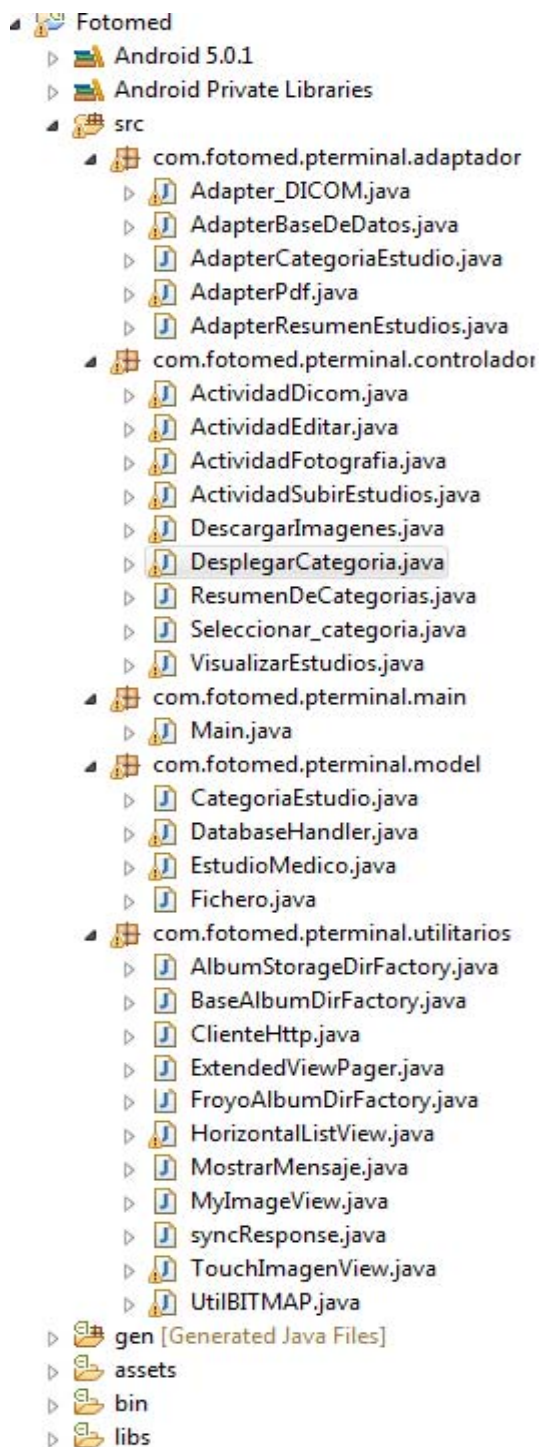 Fotomed
Android 5.0.1
Android Private Libraries
src
com.fotomed.pterminal.adaptador
Adapter_DICOM.java
AdapterBaseDeDatos.java
AdapterCategoriaEstudio.java
AdapterPdf.java
AdapterResumenEstudios.java
com.fotomed.pterminal.controlador
ActividadDicom.java
ActividadEditar.java
ActividadFotografia.java
ActividadSubirEstudios.java
DescargarImagenes.java
DesplegarCategoria.java
ResumenDeCategorias.java
Seleccionar_categoria.java
VisualizarEstudios.java
com.fotomed.pterminal.main
Main.java
com.fotomed.pterminal.model
CategoriaEstudio.java
DatabaseHandler.java
EstudioMedico.java
Fichero.java
com.fotomed.pterminal.utilitarios
AlbumStorageDirFactory.java
BaseAlbumDirFactory.java
ClienteHttp.java
ExtendedViewPager.java
FroyoAlbumDirFactory.java
HorizontalListView.java
MostrarMensaje.java
MyImageView.java
syncResponse.java
TouchImagenView.java
UtilBITMAP.java
gen [Generated Java Files]
assets
bin
libs